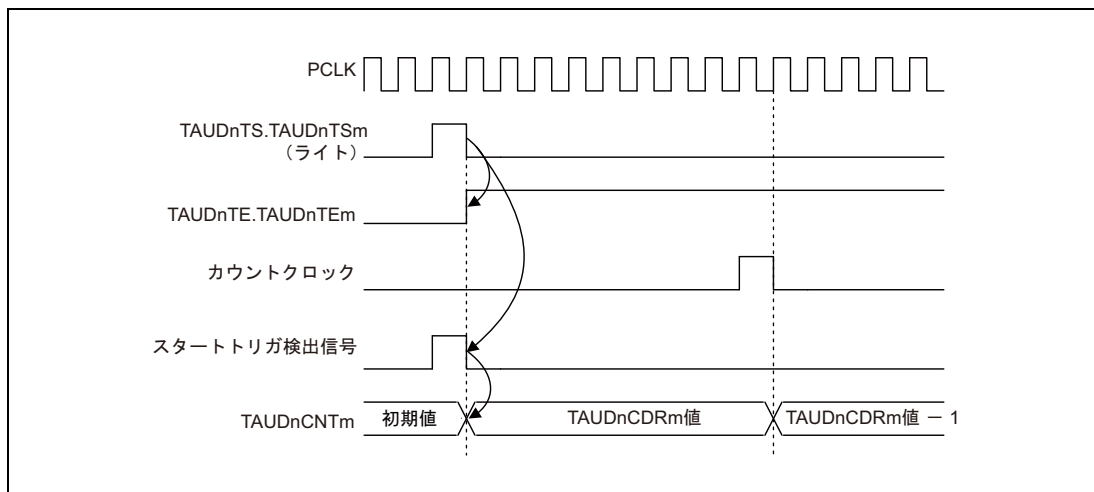 PCLK
TAUDnTS.TAUDnTSm
（ライト）
TAUDnTE.TAUDnTEm
カウントクロック
スタートトリガ検出信号
TAUDnCNTm
初期値
TAUDnCDRm値
TAUDnCDRm値 － 1